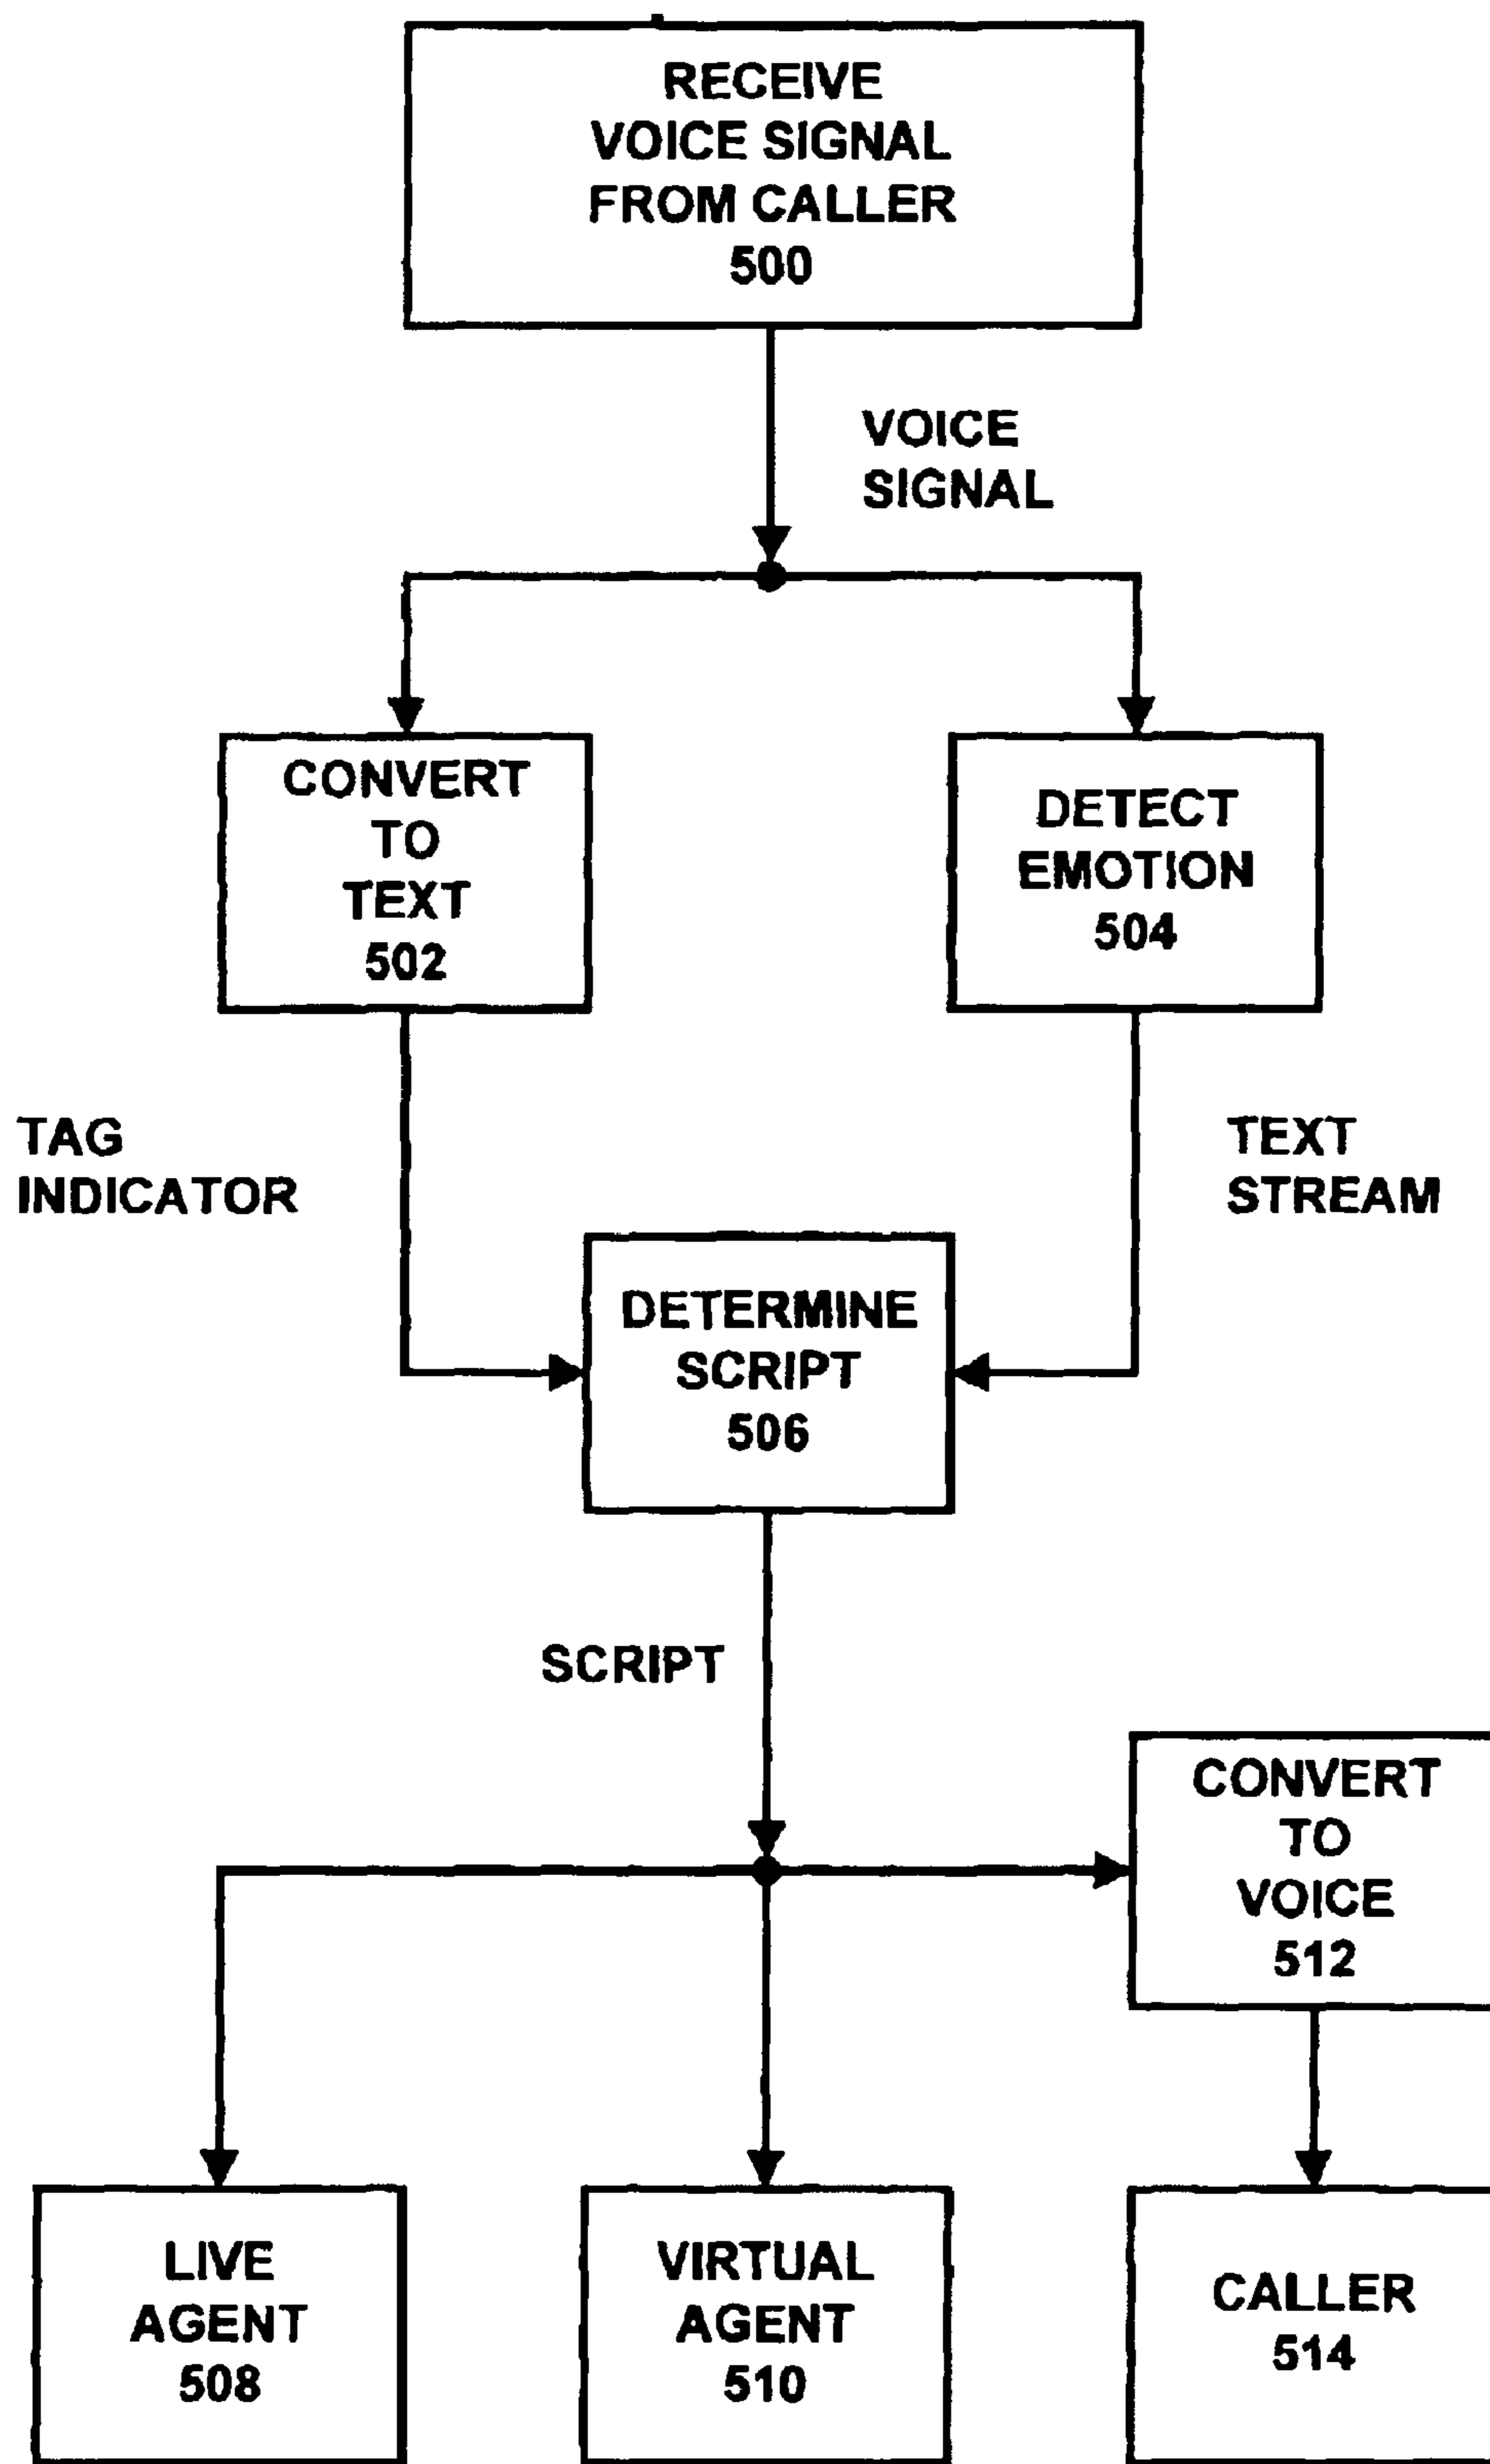 RECEIVE
VOICE SIGNAL
FROM CALLER
500
VOICE
SIGNAL
CONVERT
TO
TEXT
502
DETECT
EMOTION
504
TAG
INDICATOR
TEXT
STREAM
DETERMINE
SCRIPT
506
SCRIPT
CONVERT
TO
VOICE
512
LIVE
AGENT
508
VIRTUAL
AGENT
510
CALLER
514